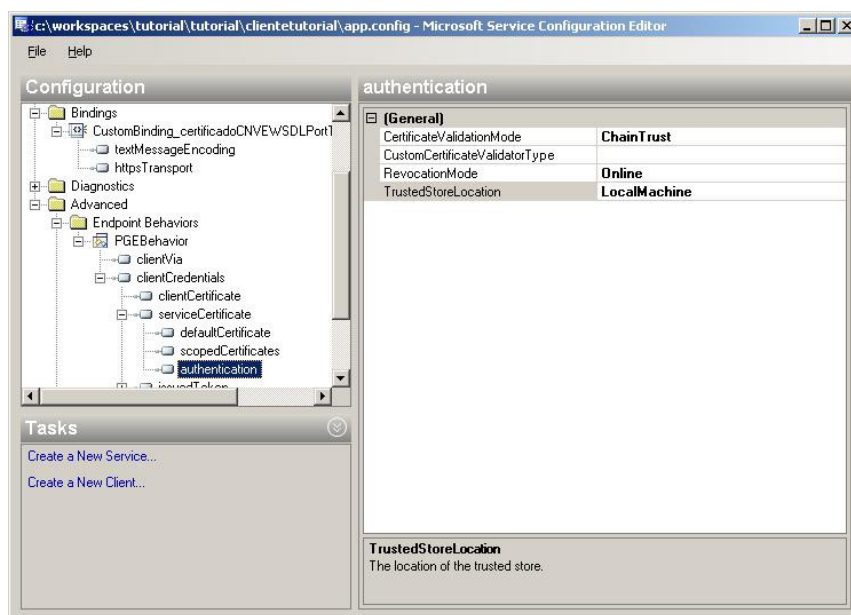 c:\workspaces\tutorial\tutorial\clientetutorial\app.config - Microsoft Service Configuration Editor
File Help
Configuration
Bindings
CustomBinding_certificadoCNVEWSDLPortT
textMessageEncoding
httpsTransport
Diagnostics
Advanced
Endpoint Behaviors
PGEBehavior
clientVia
clientCredentials
clientCertificate
serviceCertificate
defaultCertificate
scopedCertificates
authentication
issuedToken
Tasks
Create a New Service...
Create a New Client...
authentication
(General)
CertificateValidationMode ChainTrust
CustomCertificateValidatorType
RevocationMode Online
TrustedStoreLocation LocalMachine
TrustedStoreLocation
The location of the trusted store.